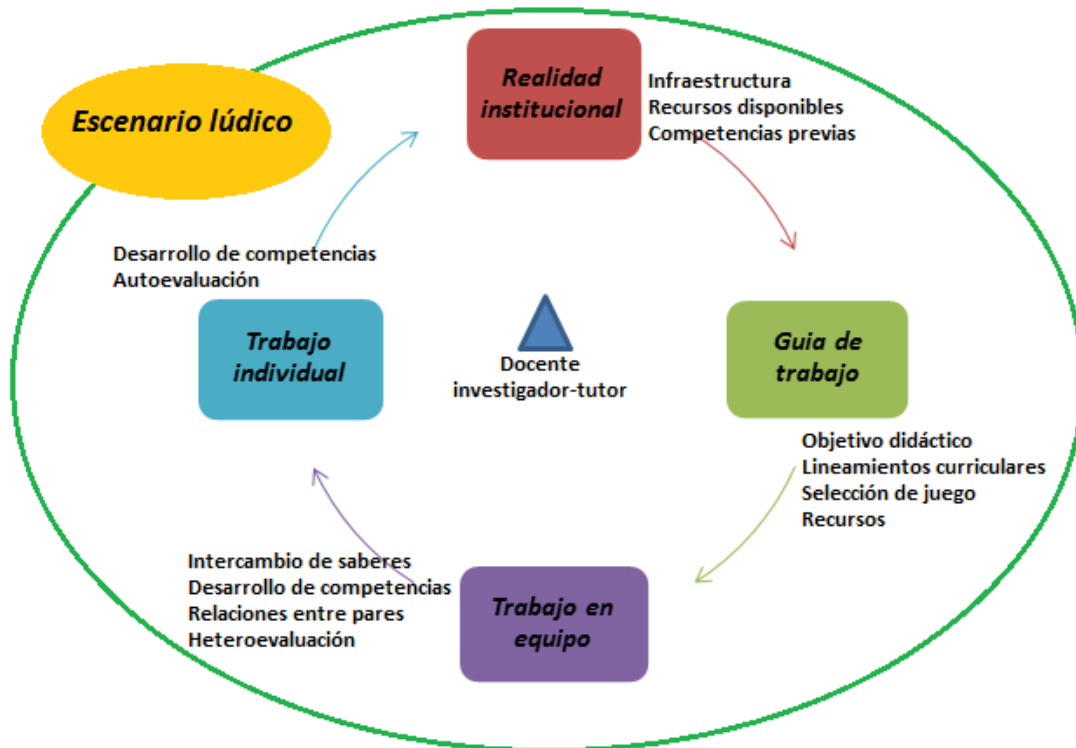 Escenario lúdico
Realidad
institucional
Infraestructura
Recursos disponibles
Competencias previas
Guia de
trabajo
Objetivo didáctico
Lineamientos curriculares
Selección de juego
Recursos
Trabajo en
equipo
Intercambio de saberes
Desarrollo de competencias
Relaciones entre pares
Heteroevaluación
Trabajo
individual
Desarrollo de competencias
Autoevaluación
Docente
investigador-tutor